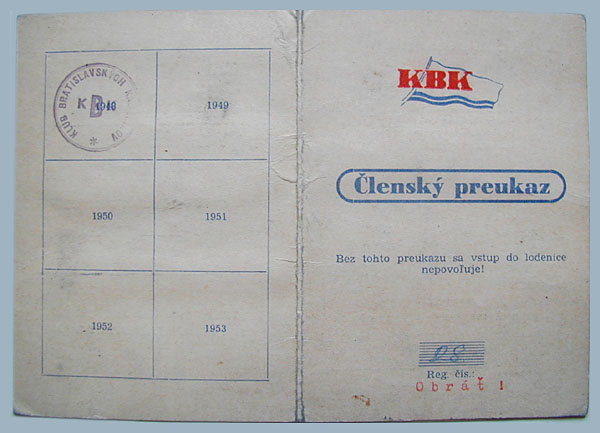 KLUB BRATISLAVSKÝCH
K B K
1949
1950 1951
1952 1953
KBK
Členský preukaz
Bez tohto preukazu sa vstup do lodenice
nepovoľuje!
Reg. čís.:
Obráť!